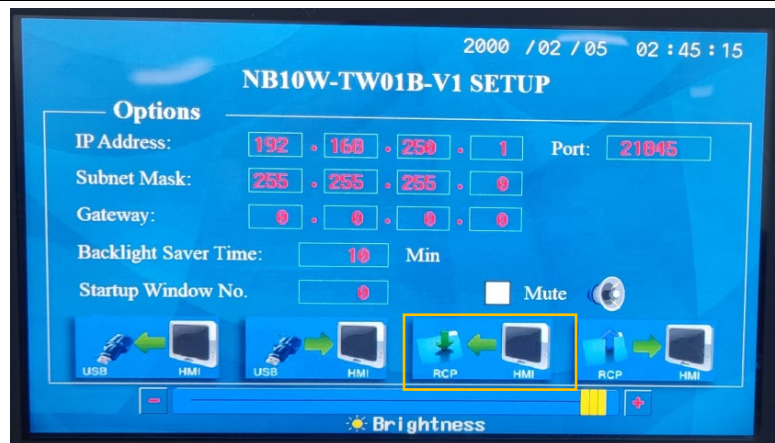 2000 /02 /05 02:45:15
NB10W-TW01B-V1 SETUP
Options
IP Address: 192 . 168 . 250 . 1 Port: 21845
Subnet Mask: 255 . 255 . 255 . 0
Gateway: 0 . 0 . 0 . 0
Backlight Saver Time: 10 Min
Startup Window No. 0 Mute
USB HMI USB HMI RCP HMI RCP HMI
- +
Brightness